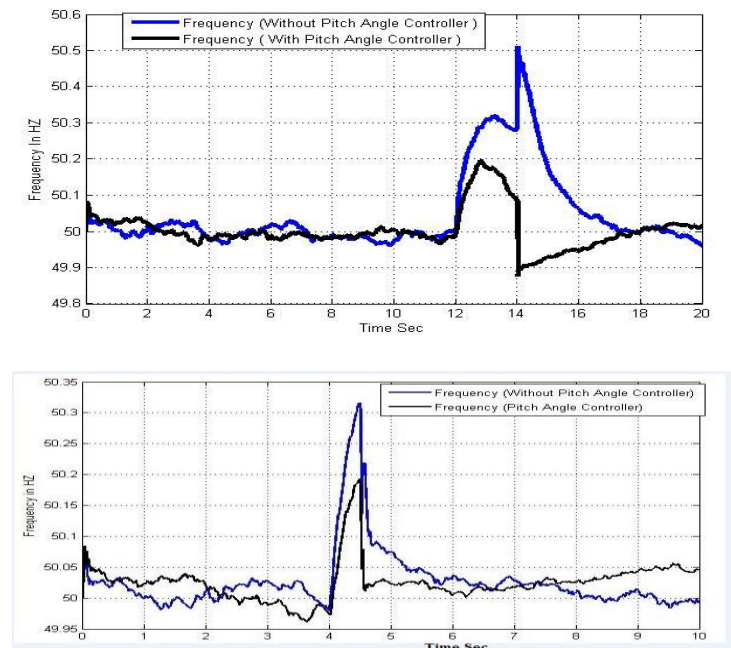 50.6
50.5
50.4
50.3
50.2
50.1
50
49.9
49.8
Frequency In HZ
Frequency (Without Pitch Angle Controller )
Frequency ( With Pitch Angle Controller )
0 2 4 6 8 10 12 14 16 18 20
Time Sec
50.35
50.3
50.25
50.2
50.15
50.1
50.05
50
49.95
Frequency in HZ
Frequency (Without Pitch Angle Controller)
Frequency (Pitch Angle Controller)
0 1 2 3 4 5 6 7 8 9 10
Time Sec